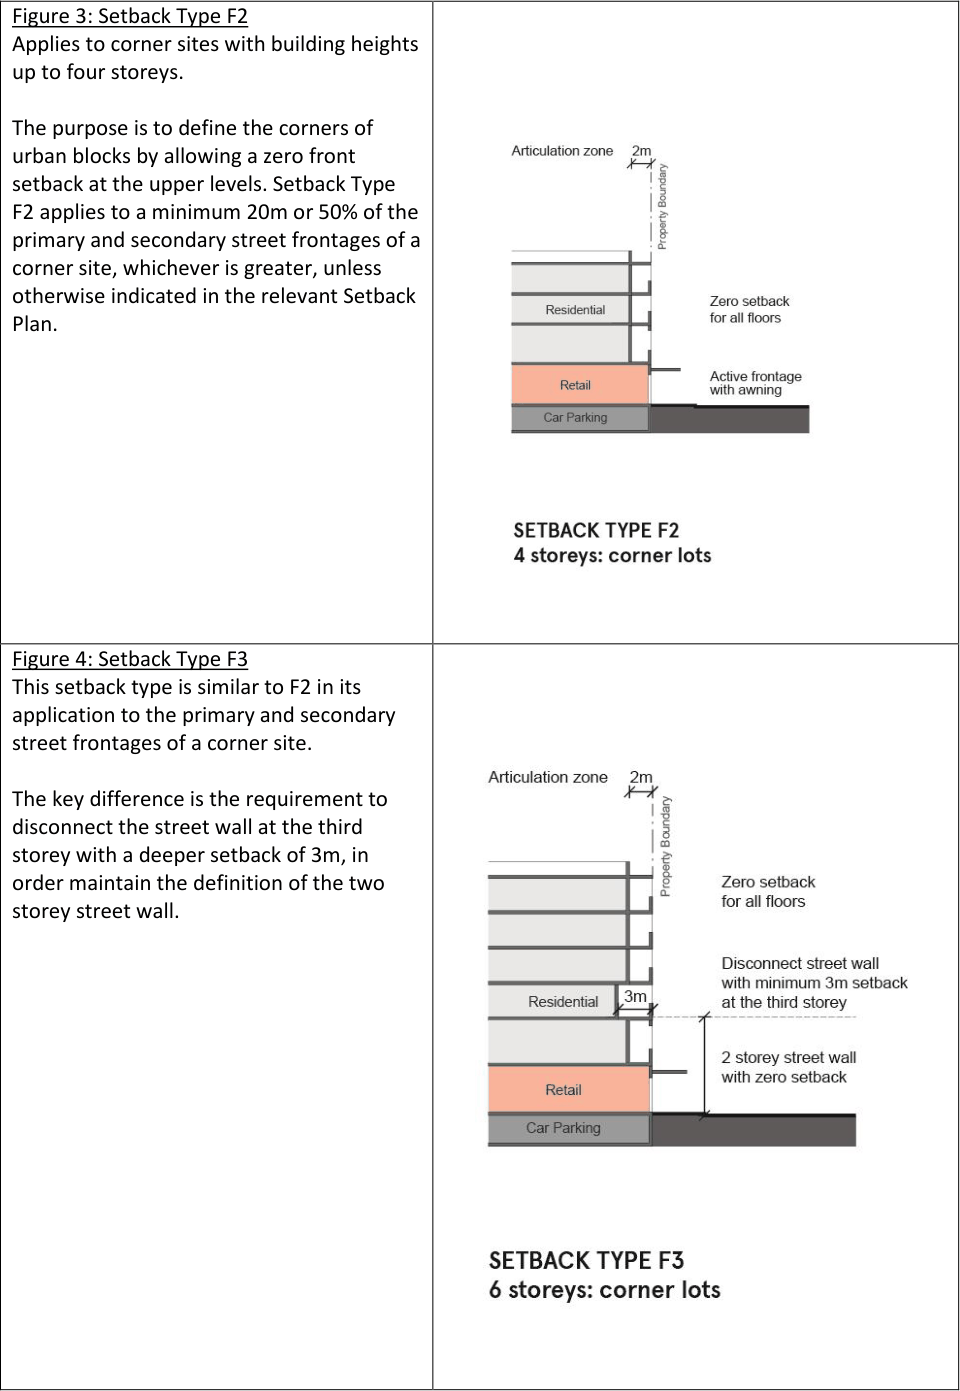 Figure 3: Setback Type F2
Applies to corner sites with building heights
up to four storeys.
The purpose is to define the corners of
urban blocks by allowing a zero front
setback at the upper levels. Setback Type
F2 applies to a minimum 20m or 50% of the
primary and secondary street frontages of a
corner site, whichever is greater, unless
otherwise indicated in the relevant Setback
Plan.
Articulation zone 2m
Property Boundary
Residential
Zero setback
for all floors
Retail
Active frontage
with awning
Car Parking
SETBACK TYPE F2
4 storeys: corner lots
Figure 4: Setback Type F3
This setback type is similar to F2 in its
application to the primary and secondary
street frontages of a corner site.
The key difference is the requirement to
disconnect the street wall at the third
storey with a deeper setback of 3m, in
order maintain the definition of the two
storey street wall.
Articulation zone 2m
Property Boundary
Zero setback
for all floors
Disconnect street wall
with minimum 3m setback
at the third storey
Residential
3m
2 storey street wall
with zero setback
Retail
Car Parking
SETBACK TYPE F3
6 storeys: corner lots